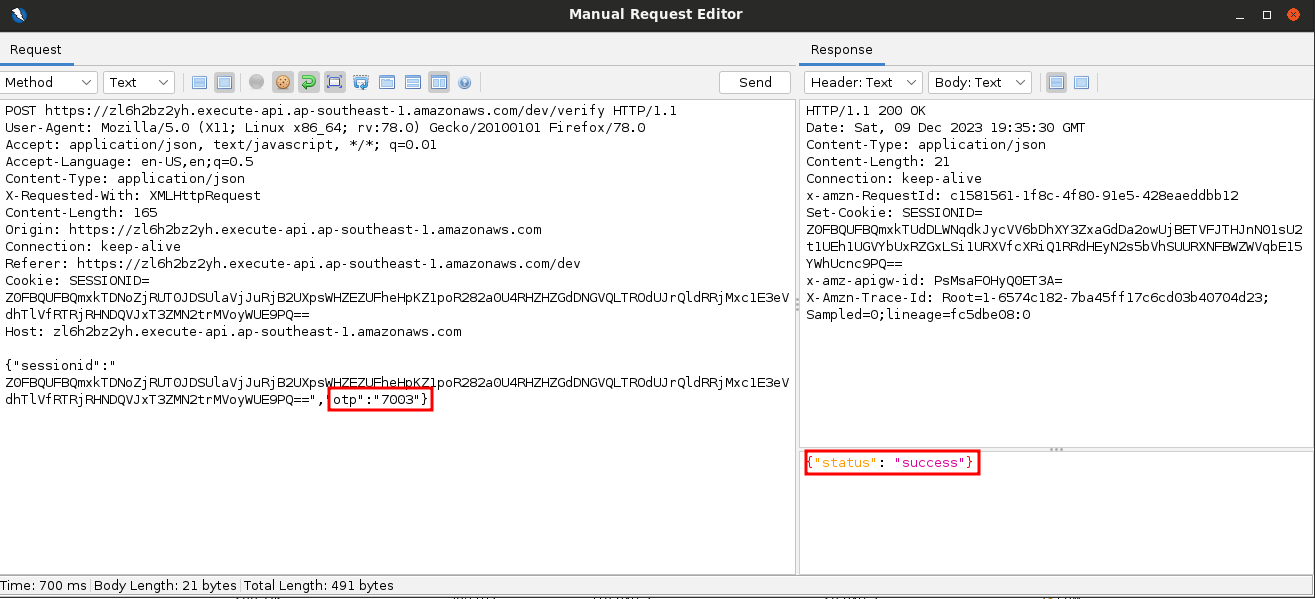 Manual Request Editor
Request
Response
Method
Text
Send
Header: Text
Body: Text
POST https://zl6h2bz2yh.execute-api.ap-southeast-1.amazonaws.com/dev/verify HTTP/1.1
User-Agent: Mozilla/5.0 (X11; Linux x86_64; rv:78.0) Gecko/20100101 Firefox/78.0
Accept: application/json, text/javascript, */*; q=0.01
Accept-Language: en-US,en;q=0.5
Content-Type: application/json
X-Requested-With: XMLHttpRequest
Content-Length: 165
Origin: https://zl6h2bz2yh.execute-api.ap-southeast-1.amazonaws.com
Connection: keep-alive
Referer: https://zl6h2bz2yh.execute-api.ap-southeast-1.amazonaws.com/dev
Cookie: SESSIONID=
Z0FBQUFBQmxkTDNoZjRUT0JDSUlaVjJuRjB2UXpsWHZEZUFheHpKZ1poR282a0U4RHZHZGdDNGVQLTROdUJrQldRRjMxc1E3eV
dhTlVfRTRjRHNDQVJxT3ZMN2trMVoyWUE9PQ==
Host: zl6h2bz2yh.execute-api.ap-southeast-1.amazonaws.com
{"sessionid":"
Z0FBQUFBQmxkTDNoZjRUT0JDSUlaVjJuRjB2UXpsWHZEZUFheHpKZ1poR282a0U4RHZHZGdDNGVQLTROdUJrQldRRjMxc1E3eV
dhTlVfRTRjRHNDQVJxT3ZMN2trMVoyWUE9PQ==","otp":"7003"}
HTTP/1.1 200 OK
Date: Sat, 09 Dec 2023 19:35:30 GMT
Content-Type: application/json
Content-Length: 21
Connection: keep-alive
x-amzn-RequestId: c1581561-1f8c-4f80-91e5-428eaeddbb12
Set-Cookie: SESSIONID=
Z0FBQUFBQmxkTUdDLWNqdkJycVV6bDhXY3ZxaGdDa2owUjBETVFJTHJnN01sU2
t1UEh1UGVYbUxRZGxLSi1URXVfcXRiQ1RRdHEyN2s5bVhSUURXNFBWZWVqbE15
YWhUcnc9PQ==
x-amz-apigw-id: PsMsaFOHyQ0ET3A=
X-Amzn-Trace-Id: Root=1-6574c182-7ba45ff17c6cd03b40704d23;
Sampled=0;lineage=fc5dbe08:0
{"status": "success"}
Time: 700 ms Body Length: 21 bytes Total Length: 491 bytes